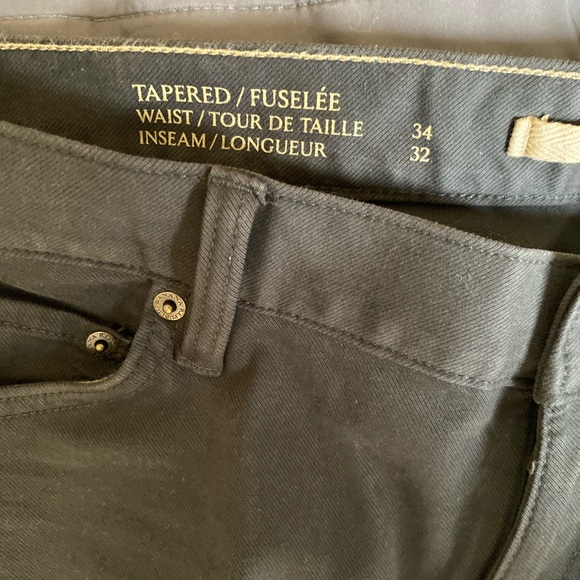 TAPERED / FUSELÉE
WAIST / TOUR DE TAILLE 34
INSEAM / LONGUEUR 32